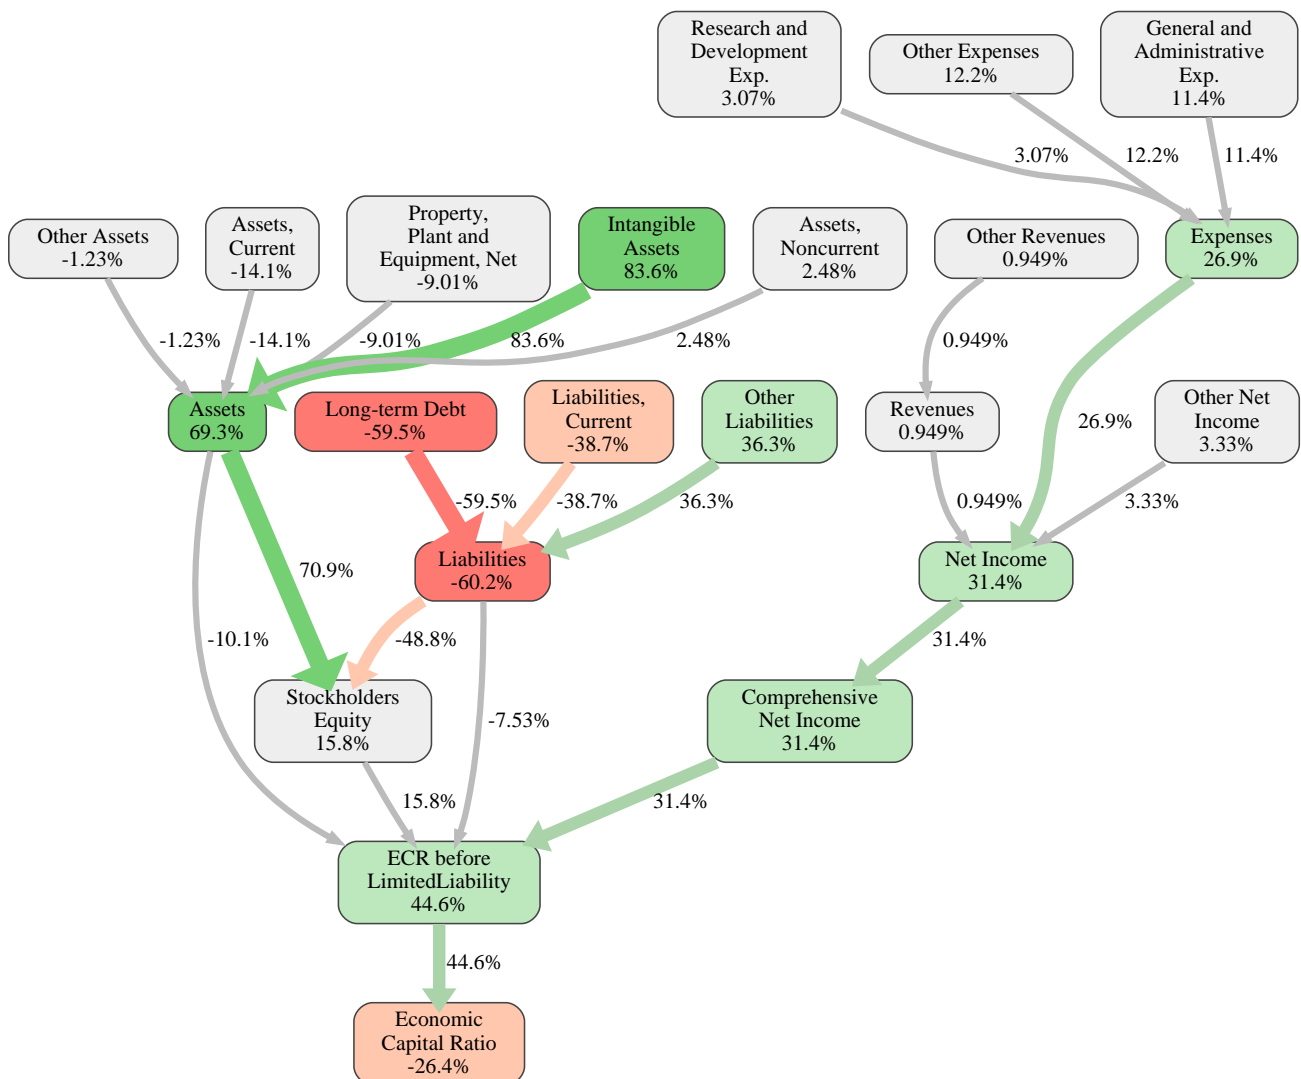 Research and
Development
Exp.
3.07%
Other Expenses
12.2%
General and
Administrative
Exp.
11.4%
3.07%
12.2%
11.4%
Other Assets
-1.23%
Assets,
Current
-14.1%
Property,
Plant and
Equipment, Net
-9.01%
Intangible
Assets
83.6%
Assets,
Noncurrent
2.48%
Other Revenues
0.949%
Expenses
26.9%
-1.23%
-14.1%
-9.01%
83.6%
2.48%
0.949%
Assets
69.3%
Long-term Debt
-59.5%
Liabilities,
Current
-38.7%
Other
Liabilities
36.3%
Revenues
0.949%
26.9%
Other Net
Income
3.33%
-59.5%
-38.7%
36.3%
0.949%
3.33%
70.9%
Liabilities
-60.2%
Net Income
31.4%
-10.1%
-48.8%
31.4%
Stockholders
Equity
15.8%
-7.53%
Comprehensive
Net Income
31.4%
15.8%
31.4%
ECR before
LimitedLiability
44.6%
44.6%
Economic
Capital Ratio
-26.4%